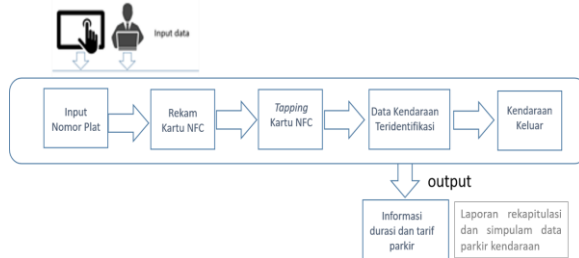 Input data
Input
Nomor Plat
Rekam
Kartu NFC
Tapping
Kartu NFC
Data Kendaraan
Teridentifikasi
Kendaraan
Keluar
output
Informasi
durasi dan tarif
parkir
Laporan rekapitulasi
dan simpulam data
parkir kendaraan